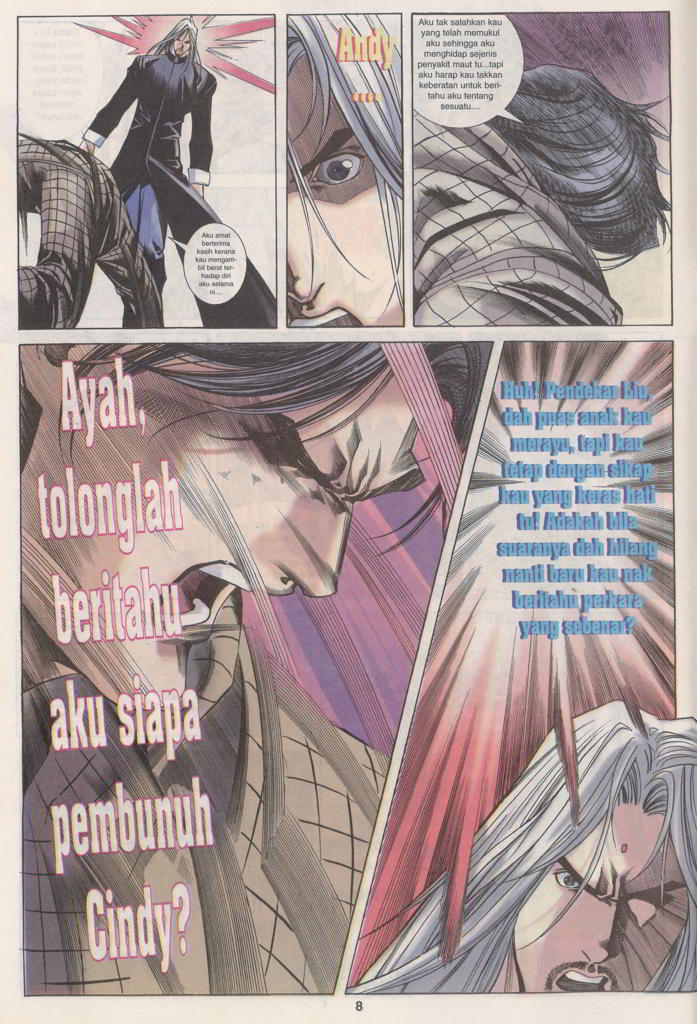 Aku amat
berterima
kasih kerana
kau mengam-
bil berat ter-
hadap diri
aku selama
ni....
Andy
....
Aku tak salahkan kau
yang telah memukul
aku sehingga aku
menghidap sejenis
penyakit maut tu...tapi
aku harap kau takkan
keberatan untuk beri-
tahu aku tentang
sesuatu....
Ayah,
tolonglah
beritahu
aku siapa
pembunuh
Cindy?
Huh! Pendekar
dah puas anak kau
merayu, tapi kau
tetap dengan sikap
kau yang keras hati
tu! Adakah bila
suaranya dah hilang
nanti baru kau nak
beritahu perkara
yang sebenar?
8